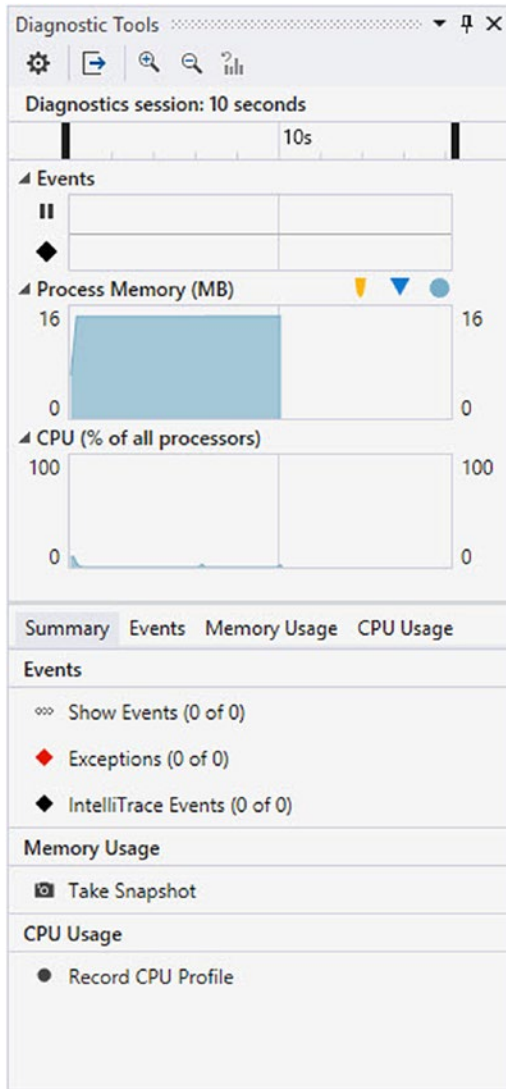 Diagnostic Tools
Diagnostics session: 10 seconds
10s
Events
Process Memory (MB)
16 16
0 0
CPU (% of all processors)
100 100
0 0
Summary Events Memory Usage CPU Usage
Events
Show Events (0 of 0)
Exceptions (0 of 0)
IntelliTrace Events (0 of 0)
Memory Usage
Take Snapshot
CPU Usage
Record CPU Profile